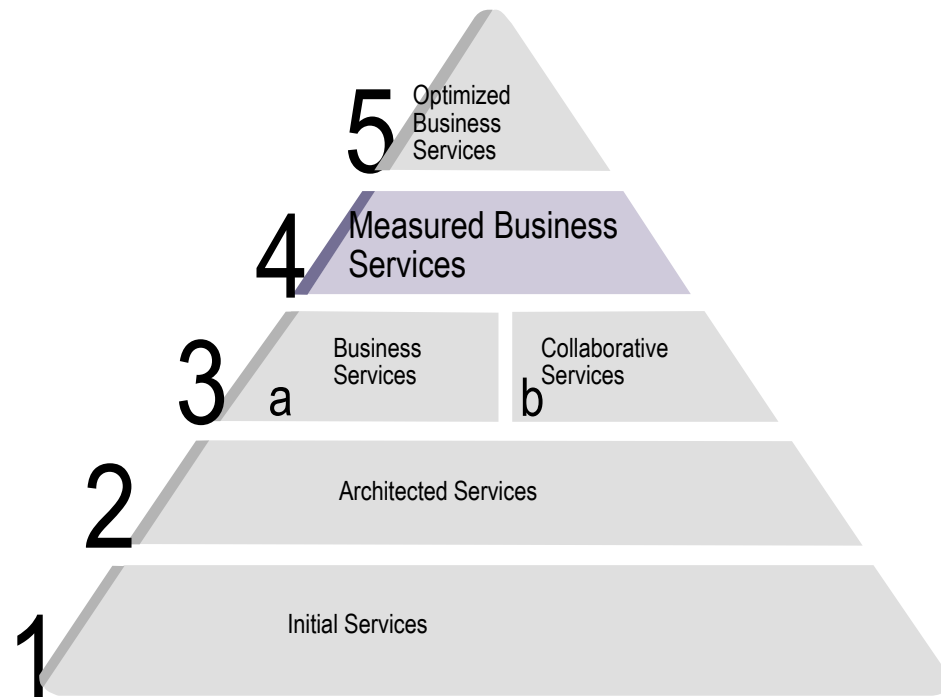 5
Optimized
Business
Services
4
Measured Business
Services
3
a
Business
Services
b
Collaborative
Services
2
Architected Services
1
Initial Services